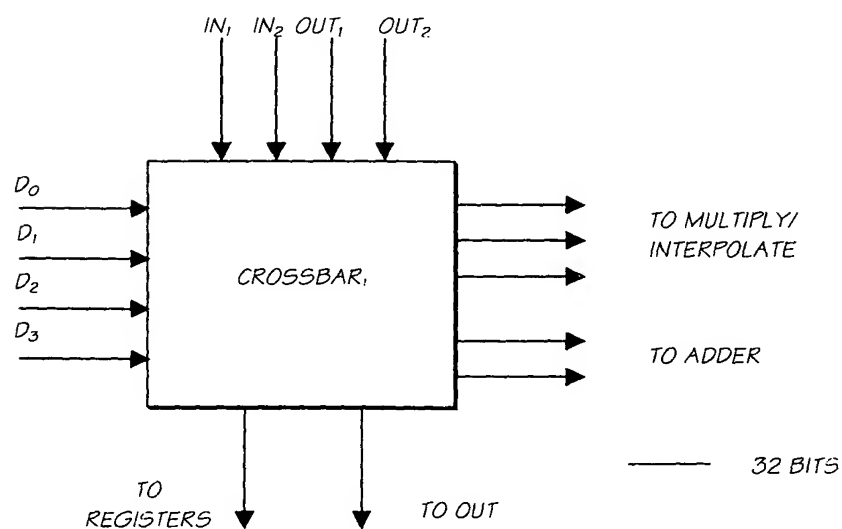 IN₁ IN₂ OUT₁ OUT₂
D₀
D₁
D₂
D₃
CROSSBAR₁
TO MULTIPLY/
INTERPOLATE
TO ADDER
32 BITS
TO
REGISTERS
TO OUT